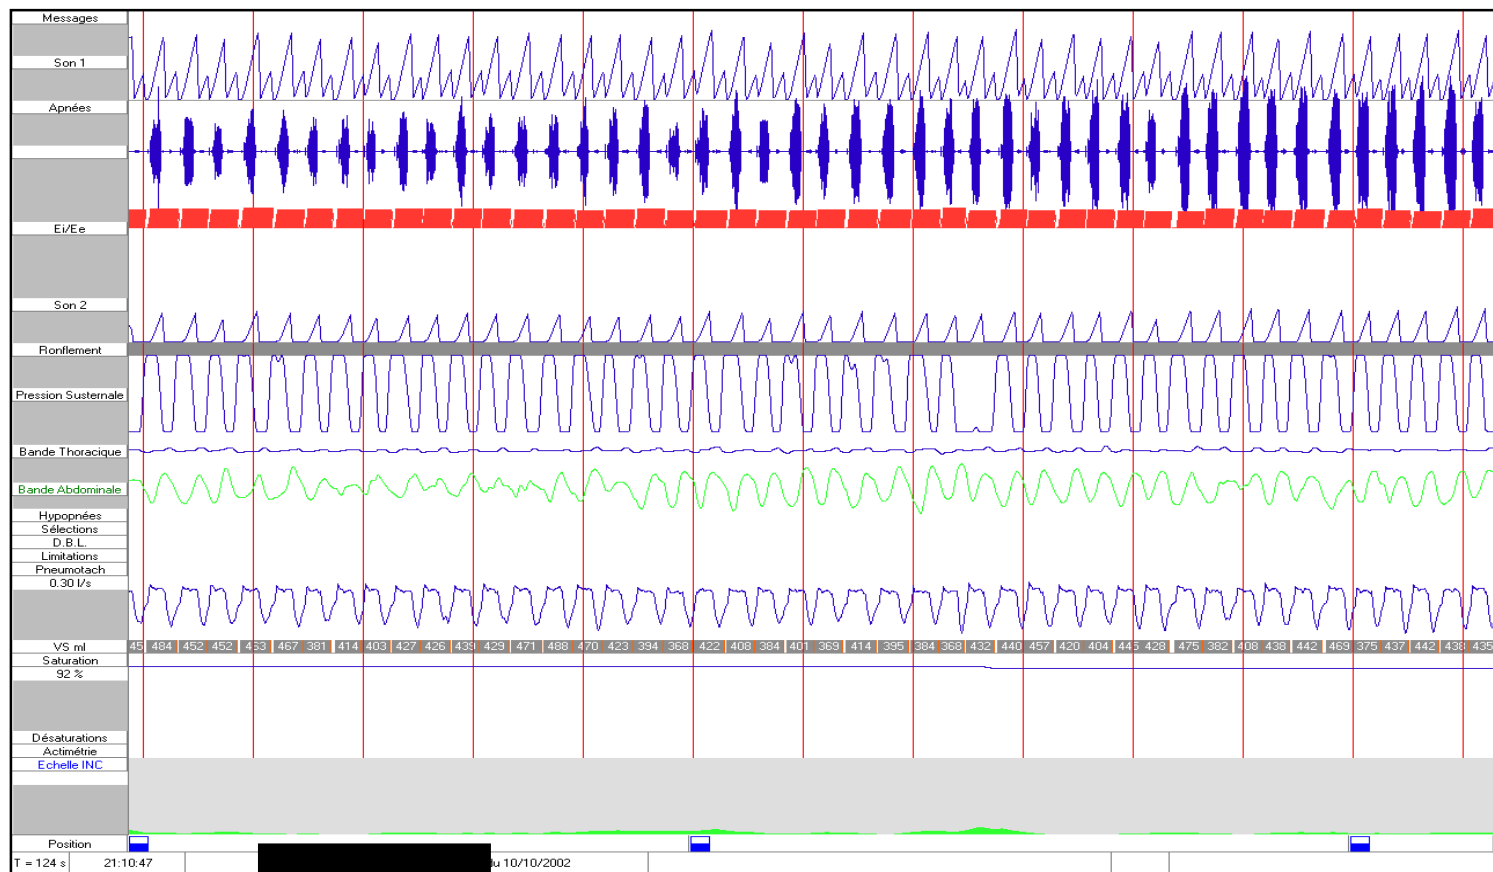 Messages
Son 1
Apnées
Ei/Ee
Son 2
Ronflement
Pression Susternale
Bande Thoracique
Bande Abdominale
Hypopnées
Sélections
D.B.L.
Limitations
Pneumotach
0.30 l/s
VS ml 45 484 452 452 453 467 381 414 403 427 426 439 429 471 488 470 423 394 368 422 408 384 401 369 414 395 384 368 432 440 457 420 404 445 428 475 382 408 438 442 469 375 437 442 438 435
Saturation
92 %
Désaturations
Actimétrie
Echelle INC
Position
T = 124 s 21:10:47 du 10/10/2002